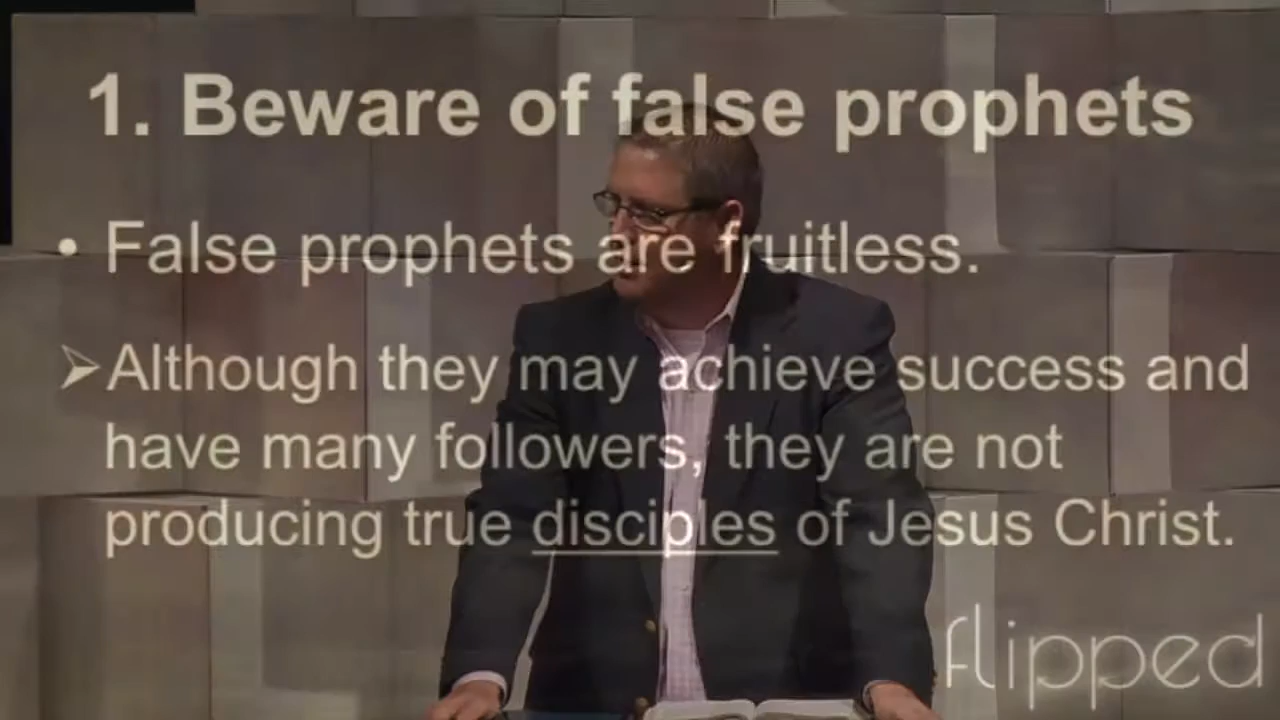 1. Beware of false prophets
• False prophets are fruitless.
➢Although they may achieve success and
have many followers, they are not
producing true disciples of Jesus Christ.
flipped